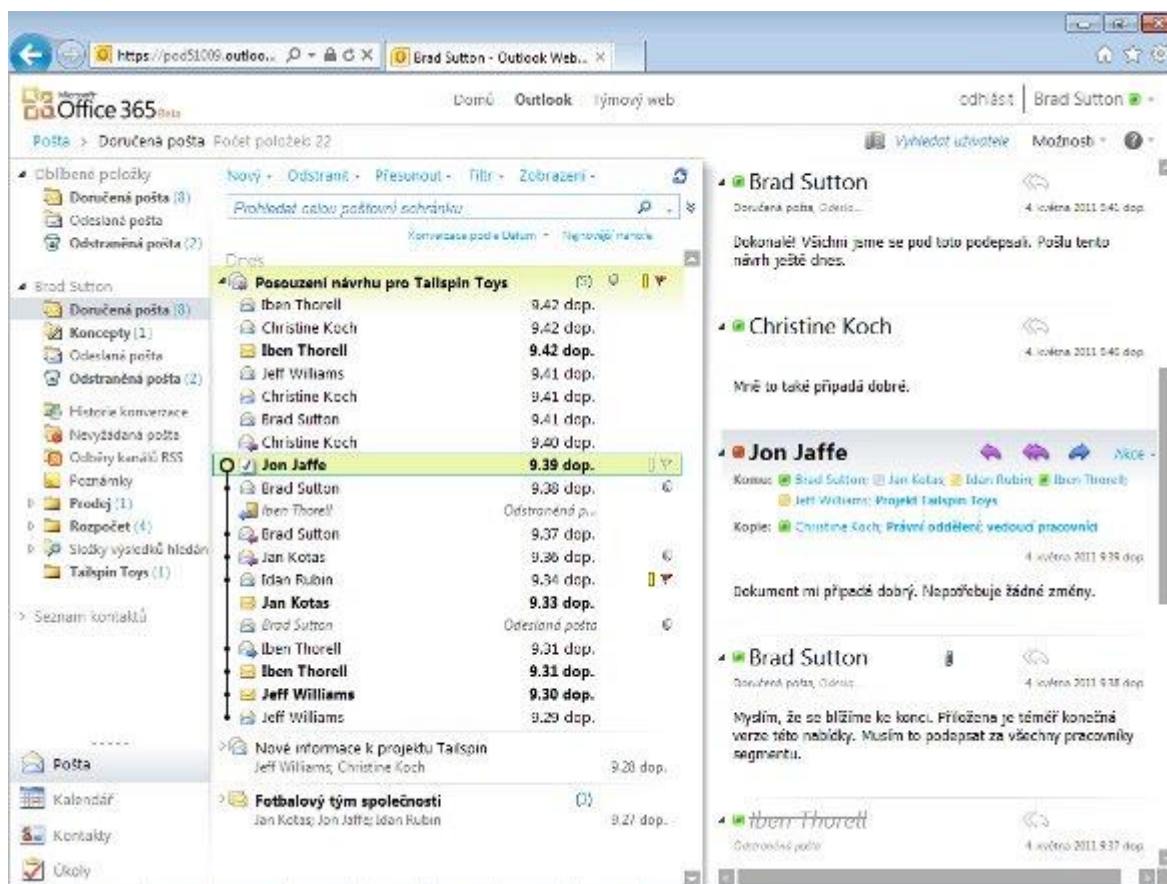 https://pod51009.outloo...
Brad Sutton - Outlook Web...
Microsoft
Office 365 Beta
Domů Outlook Týmový web
odhlásit Brad Sutton
Pošta > Doručená pošta Počet položek 22
Vyhledat uživatele Možnosti
Oblíbené položky
Doručená pošta (8)
Odeslaná pošta
Odstraněná pošta (2)
Brad Sutton
Doručená pošta (8)
Koncepty (1)
Odeslaná pošta
Odstraněná pošta (2)
Historie konverzace
Nevyžádaná pošta
Odběry kanálů RSS
Poznámky
Prodej (1)
Rozpočet (4)
Složky výsledků hledán
Tailspin Toys (1)
Seznam kontaktů
Pošta
Kalendář
Kontakty
Úkoly
Nový Odstranit Přesunout Filtr Zobrazení
Prohledat celou poštovní schránku
Konverzace podle Datum Nejnovější nahoře
Dnes
Posouzení návrhu pro Tailspin Toys (5)
Iben Thorell 9.42 dop.
Christine Koch 9.42 dop.
Iben Thorell 9.42 dop.
Jeff Williams 9.41 dop.
Christine Koch 9.41 dop.
Brad Sutton 9.41 dop.
Christine Koch 9.40 dop.
Jon Jaffe 9.39 dop.
Brad Sutton 9.38 dop.
Iben Thorell Odstraněná p...
Brad Sutton 9.37 dop.
Jan Kotas 9.36 dop.
Idan Rubin 9.34 dop.
Jan Kotas 9.33 dop.
Brad Sutton Odeslaná pošta
Iben Thorell 9.31 dop.
Iben Thorell 9.31 dop.
Jeff Williams 9.30 dop.
Jeff Williams 9.29 dop.
Nové informace k projektu Tailspin
Jeff Williams; Christine Koch 9.28 dop.
Fotbalový tým společnosti (3)
Jan Kotas; Jon Jaffe; Idan Rubin 9.27 dop.
Brad Sutton
Doručená pošta, Odesla... 4. května 2011 9.41 dop.
Dokonalé! Všichni jsme se pod toto podepsali. Pošlu tento
návrh ještě dnes.
Christine Koch
4. května 2011 9.40 dop.
Mně to také připadá dobré.
Jon Jaffe Akce
Komu: Brad Sutton; Jan Kotas; Idan Rubin; Iben Thorell;
Jeff Williams; Projekt Tailspin Toys
Kopie: Christine Koch; Právní oddělení; vedoucí pracovníci
4. května 2011 9.39 dop.
Dokument mi připadá dobrý. Nepotřebuje žádné změny.
Brad Sutton
Doručená pošta, Odesla... 4. května 2011 9.38 dop.
Myslím, že se blížíme ke konci. Přiložena je téměř konečná
verze této nabídky. Musím to podepsat za všechny pracovníky
segmentu.
Iben Thorell
Odstraněná pošta 4. května 2011 9.37 dop.